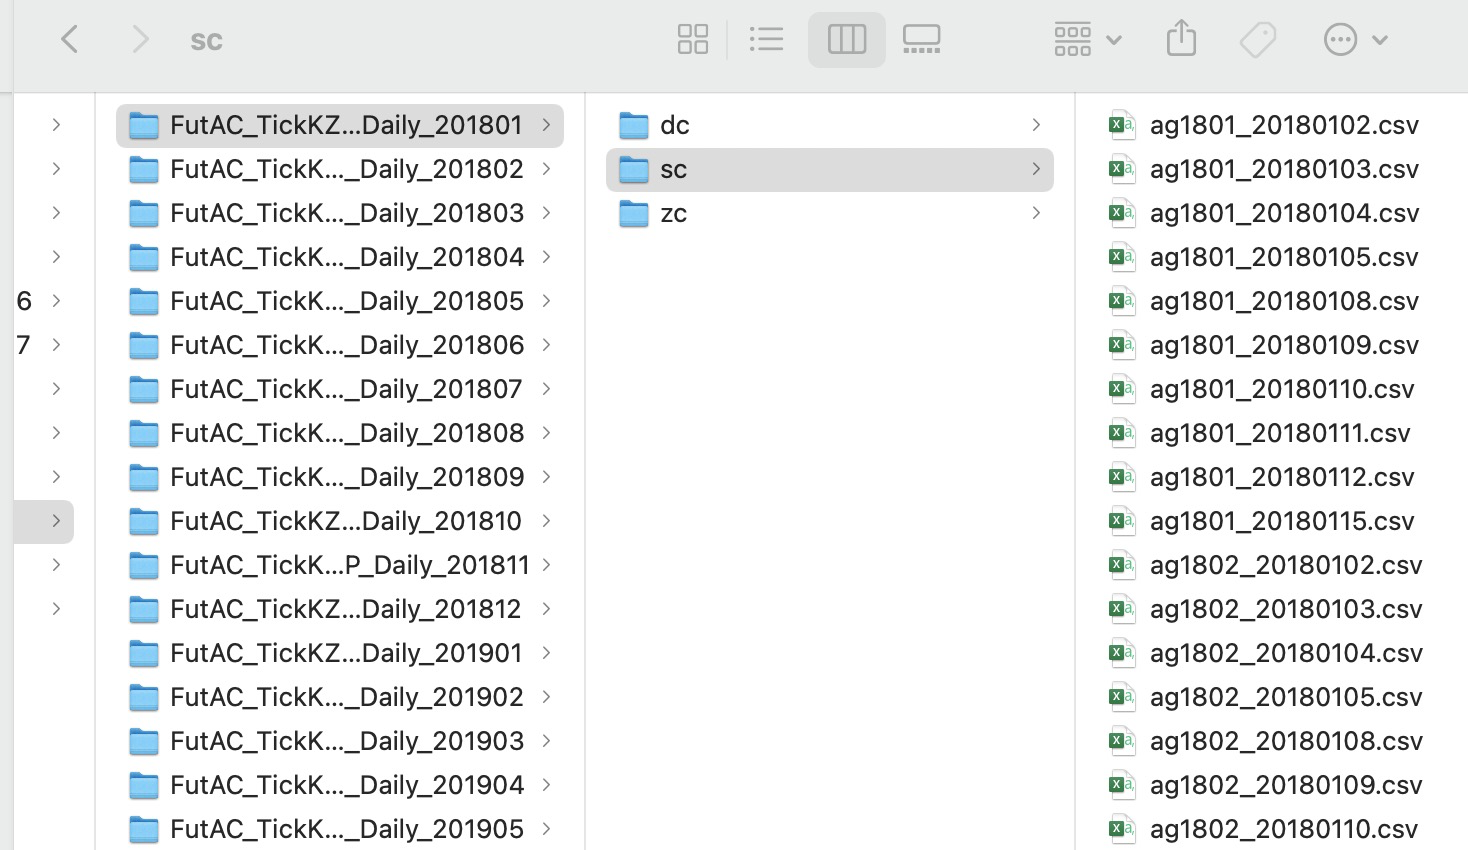 sc
6
7
FutAC_TickKZ...Daily_201801
FutAC_TickK..._Daily_201802
FutAC_TickK..._Daily_201803
FutAC_TickK..._Daily_201804
FutAC_TickK..._Daily_201805
FutAC_TickK..._Daily_201806
FutAC_TickK..._Daily_201807
FutAC_TickK..._Daily_201808
FutAC_TickK..._Daily_201809
FutAC_TickKZ...Daily_201810
FutAC_TickK...P_Daily_201811
FutAC_TickKZ...Daily_201812
FutAC_TickKZ...Daily_201901
FutAC_TickK..._Daily_201902
FutAC_TickK..._Daily_201903
FutAC_TickK..._Daily_201904
FutAC_TickK..._Daily_201905
dc
sc
zc
ag1801_20180102.csv
ag1801_20180103.csv
ag1801_20180104.csv
ag1801_20180105.csv
ag1801_20180108.csv
ag1801_20180109.csv
ag1801_20180110.csv
ag1801_20180111.csv
ag1801_20180112.csv
ag1801_20180115.csv
ag1802_20180102.csv
ag1802_20180103.csv
ag1802_20180104.csv
ag1802_20180105.csv
ag1802_20180108.csv
ag1802_20180109.csv
ag1802_20180110.csv